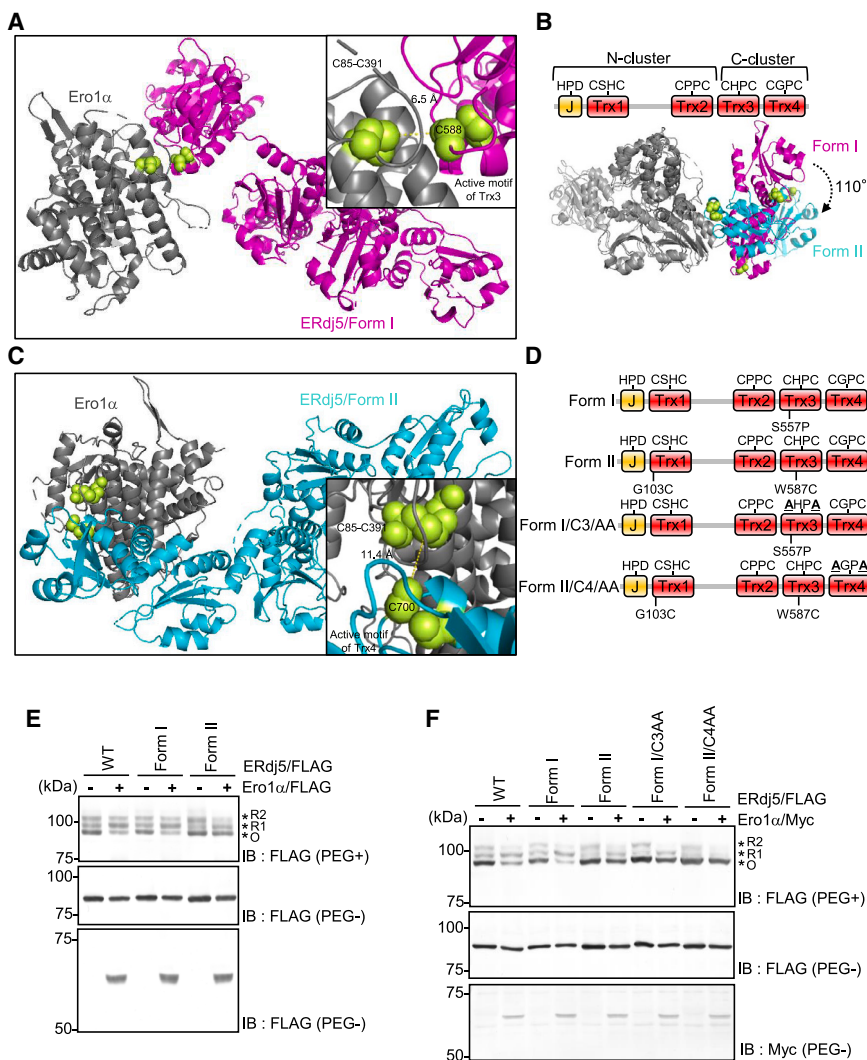 A
Ero1α
C85-C391
6.5 Å
C588
Active motif
of Trx3
ERdj5/Form I
B
N-cluster
C-cluster
HPD CSHC CPPC CHPC CGPC
J Trx1 Trx2 Trx3 Trx4
Form I
110°
Form II
C
Ero1α
ERdj5/Form II
C85-C391
11.4 Å
C700
Active motif
of Trx4
D
HPD CSHC CPPC CHPC CGPC
Form I J Trx1 Trx2 Trx3 Trx4
S557P
HPD CSHC CPPC CHPC CGPC
Form II J Trx1 Trx2 Trx3 Trx4
G103C W587C
HPD CSHC CPPC AHPA CGPC
Form I/C3/AA J Trx1 Trx2 Trx3 Trx4
S557P
HPD CSHC CPPC CHPC AGPA
Form II/C4/AA J Trx1 Trx2 Trx3 Trx4
G103C W587C
E
WT Form I Form II
ERdj5/FLAG
- + - + - + Ero1α/FLAG
(kDa)
100
75
*R2
*R1
*O
IB : FLAG (PEG+)
100
75
IB : FLAG (PEG-)
75
50
IB : FLAG (PEG-)
F
WT Form I Form II Form I/C3AA Form II/C4AA
ERdj5/FLAG
- + - + - + - + - + Ero1α/Myc
(kDa)
100
75
*R2
*R1
*O
IB : FLAG (PEG+)
100
75
IB : FLAG (PEG-)
75
50
IB : Myc (PEG-)